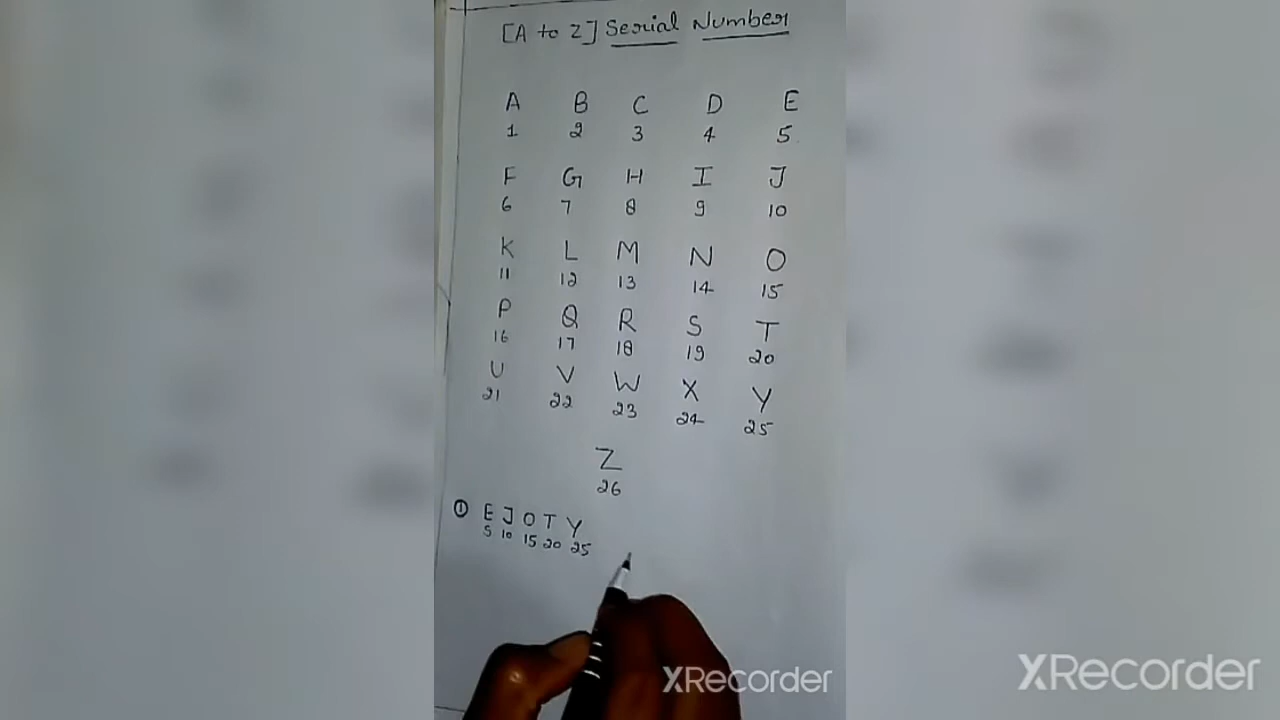 [A to Z] Serial Number
A B C D E
1 2 3 4 5
F G H I J
6 7 8 9 10
K L M N O
11 12 13 14 15
P Q R S T
16 17 18 19 20
U V W X Y
21 22 23 24 25
Z
26
① E J O T Y
5 10 15 20 25
XRecorder
XRecorder